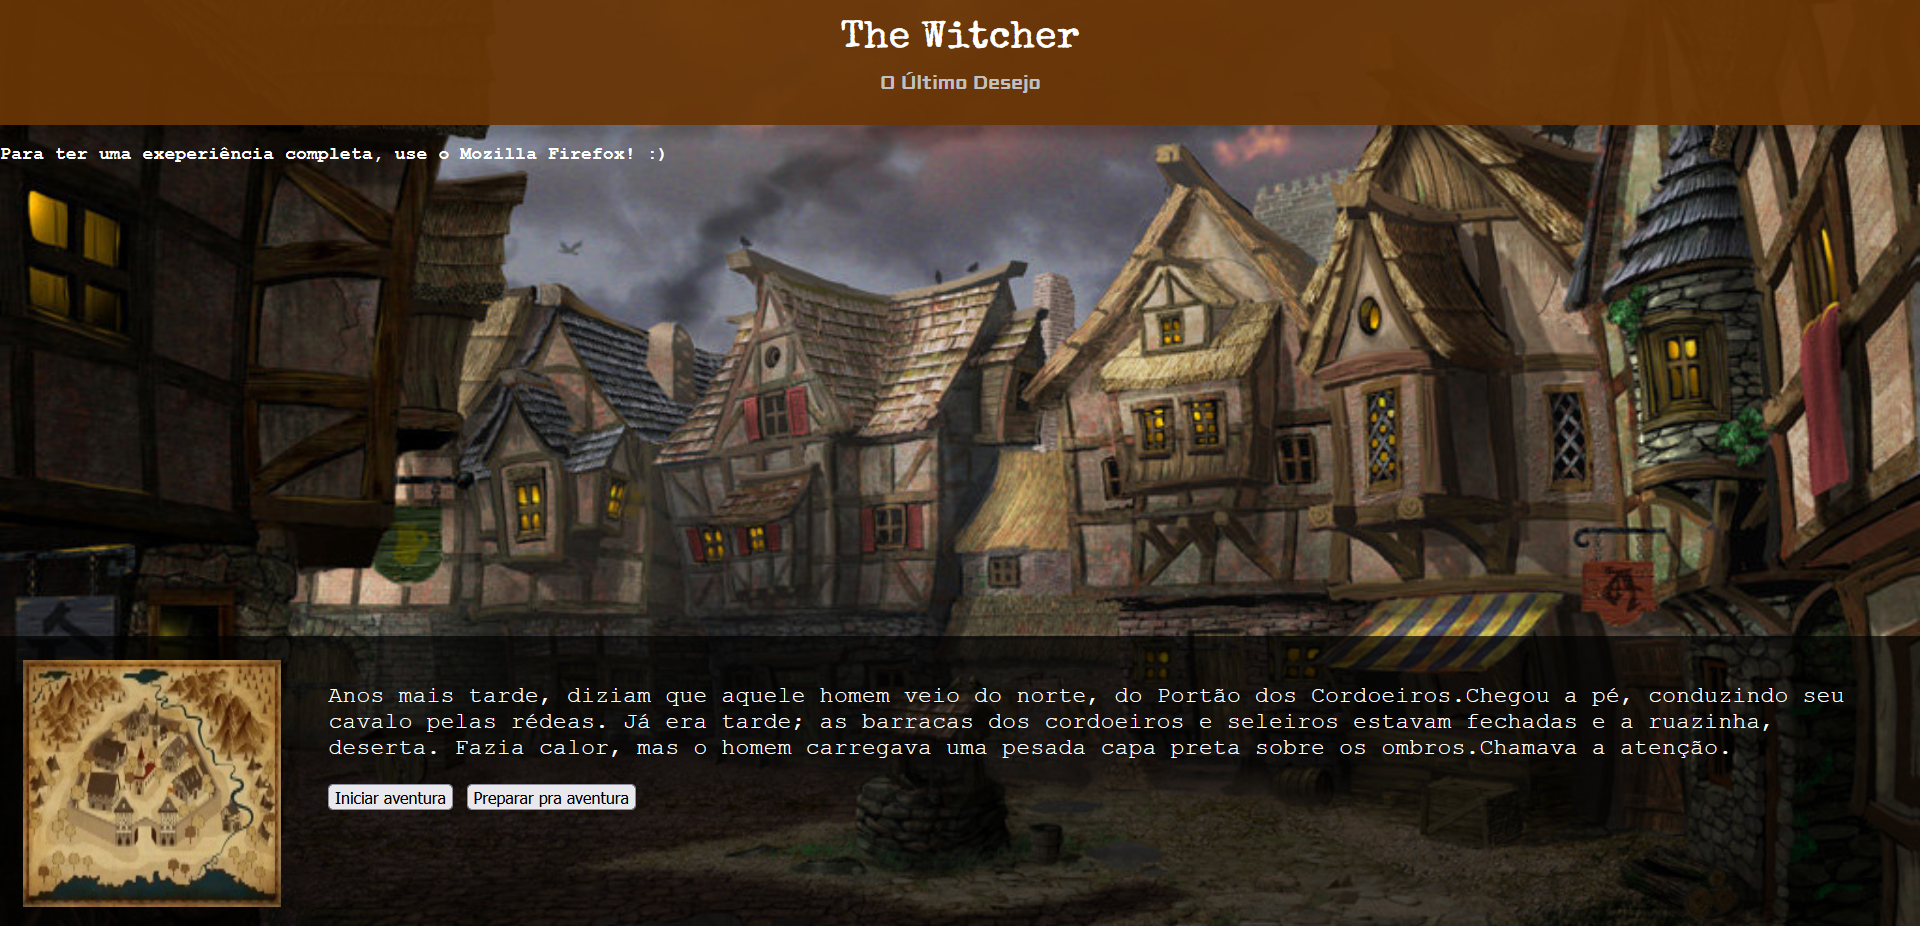 The Witcher
O Último Desejo
Para ter uma exeperiência completa, use o Mozilla Firefox! :)
Anos mais tarde, diziam que aquele homem veio do norte, do Portão dos Cordoeiros.Chegou a pé, conduzindo seu
cavalo pelas rédeas. Já era tarde; as barracas dos cordoeiros e seleiros estavam fechadas e a ruazinha,
deserta. Fazia calor, mas o homem carregava uma pesada capa preta sobre os ombros.Chamava a atenção.
Iniciar aventura Preparar pra aventura